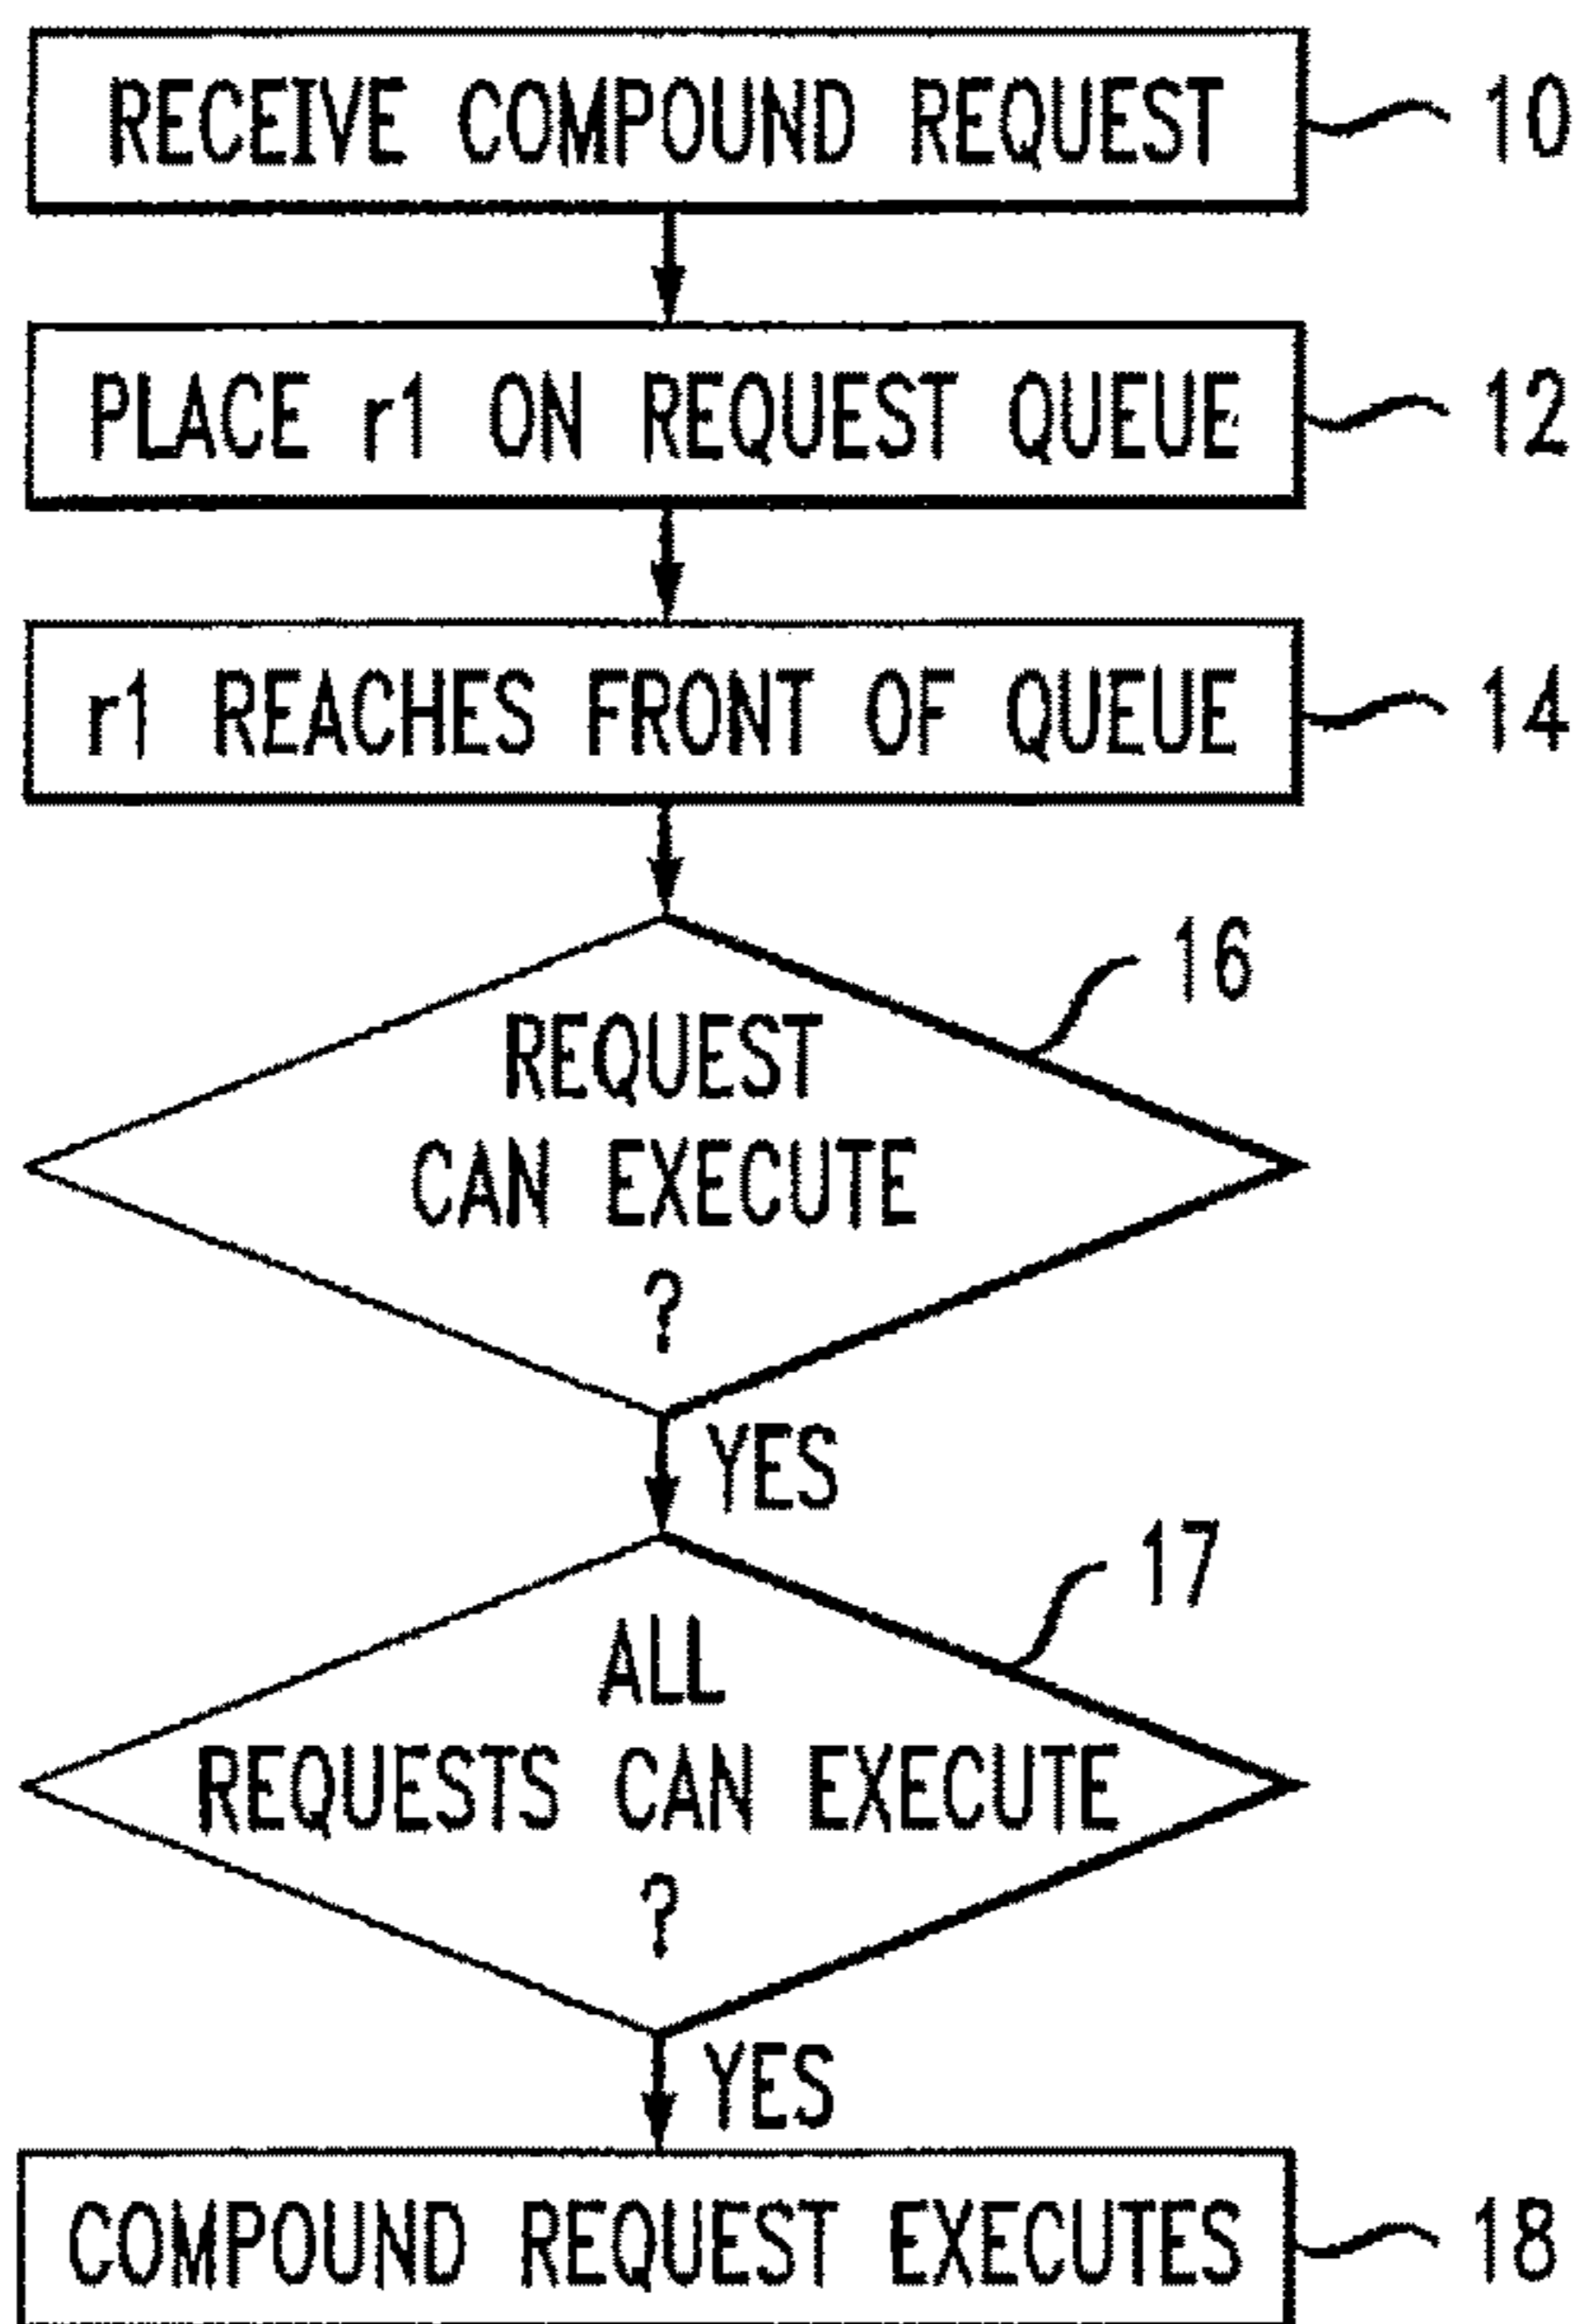 RECEIVE COMPOUND REQUEST 10
PLACE r1 ON REQUEST QUEUE 12
r1 REACHES FRONT OF QUEUE 14
16
REQUEST
CAN EXECUTE
?
YES
17
ALL
REQUESTS CAN EXECUTE
?
YES
COMPOUND REQUEST EXECUTES 18